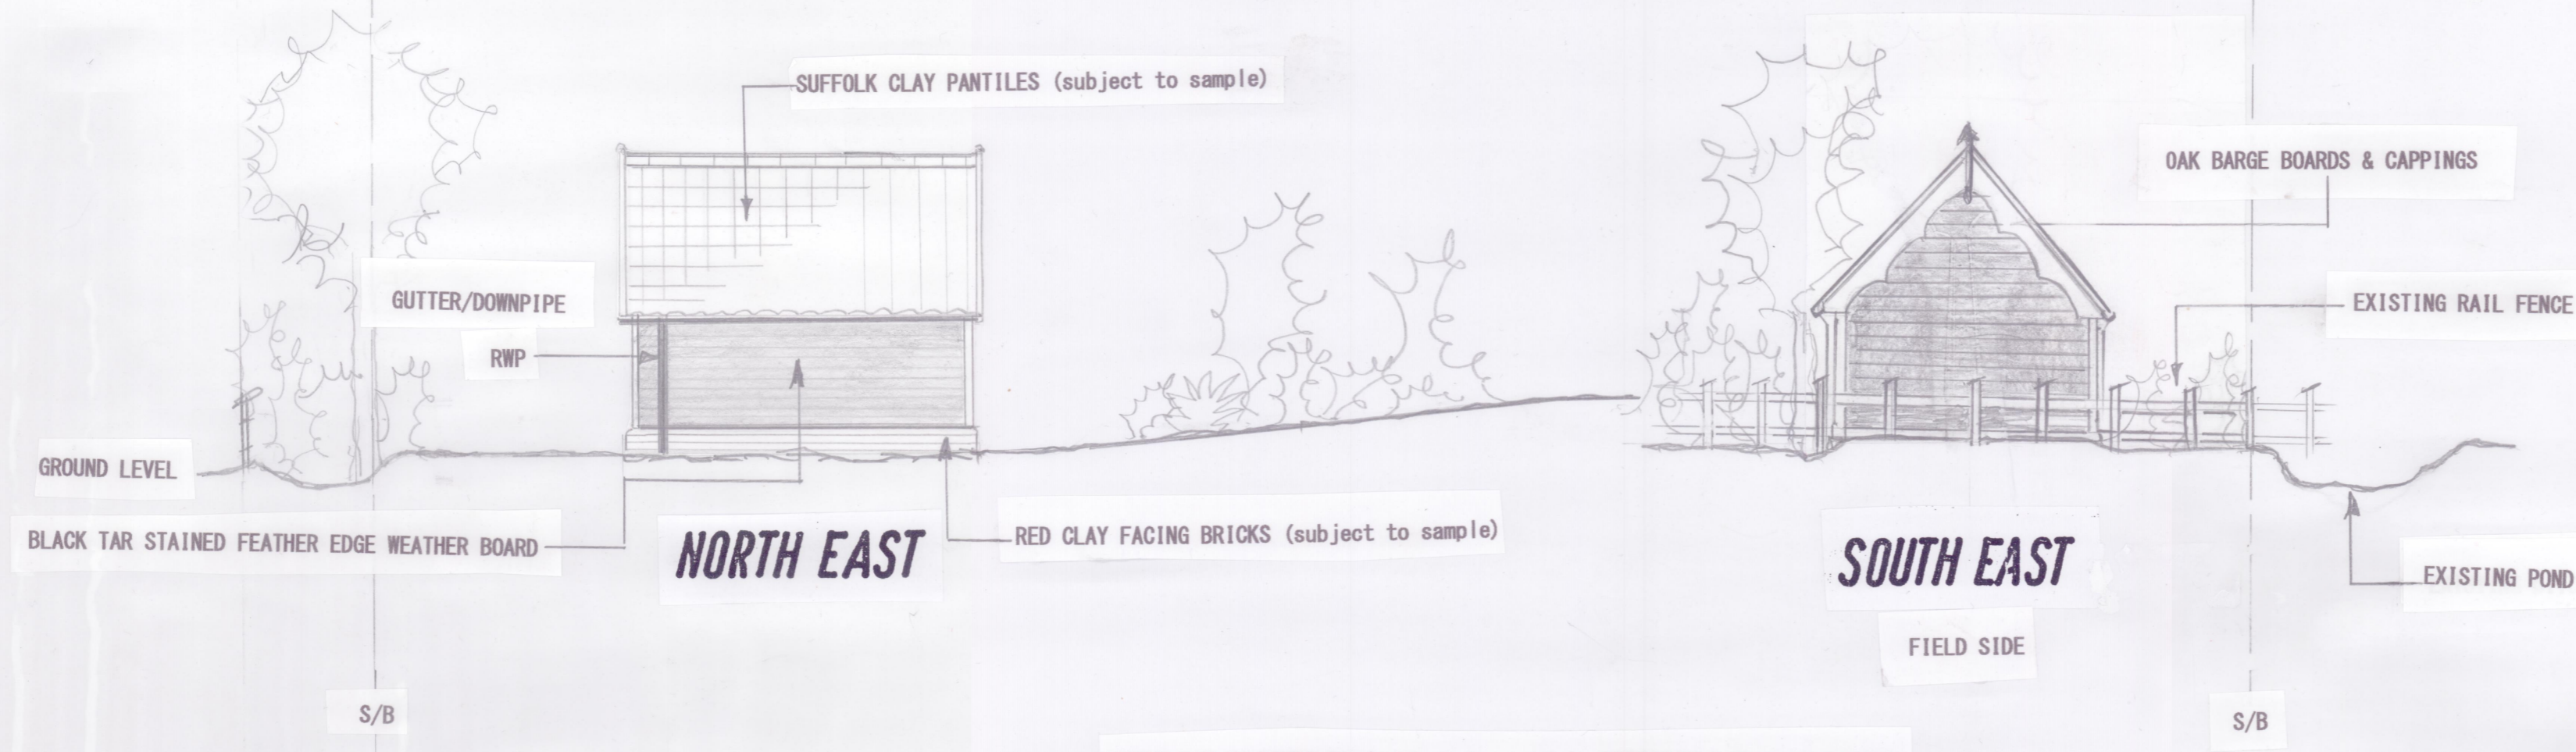 SUFFOLK CLAY PANTILES (subject to sample)
OAK BARGE BOARDS & CAPPINGS
GUTTER/DOWNPIPE
EXISTING RAIL FENCE
RWP
GROUND LEVEL
BLACK TAR STAINED FEATHER EDGE WEATHER BOARD
NORTH EAST
RED CLAY FACING BRICKS (subject to sample)
SOUTH EAST
EXISTING POND
FIELD SIDE
S/B
S/B